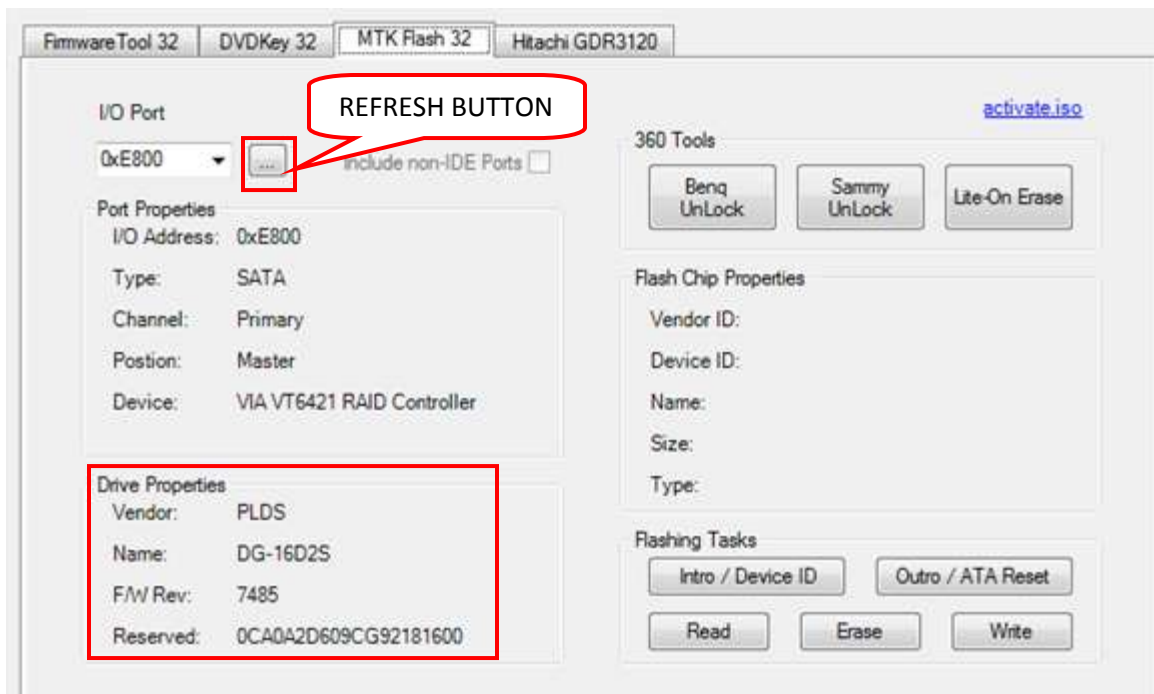 FirmwareTool 32 DVDKey 32 MTK Flash 32 Hitachi GDR3120
REFRESH BUTTON
I/O Port
0xE800
...
Include non-IDE Ports
Port Properties
I/O Address: 0xE800
Type: SATA
Channel: Primary
Postion: Master
Device: VIA VT6421 RAID Controller
Drive Properties
Vendor: PLDS
Name: DG-16D2S
F/W Rev: 7485
Reserved: 0CA0A2D609CG92181600
activate.iso
360 Tools
Benq
UnLock
Sammy
UnLock
Lite-On Erase
Flash Chip Properties
Vendor ID:
Device ID:
Name:
Size:
Type:
Flashing Tasks
Intro / Device ID
Outro / ATA Reset
Read
Erase
Write